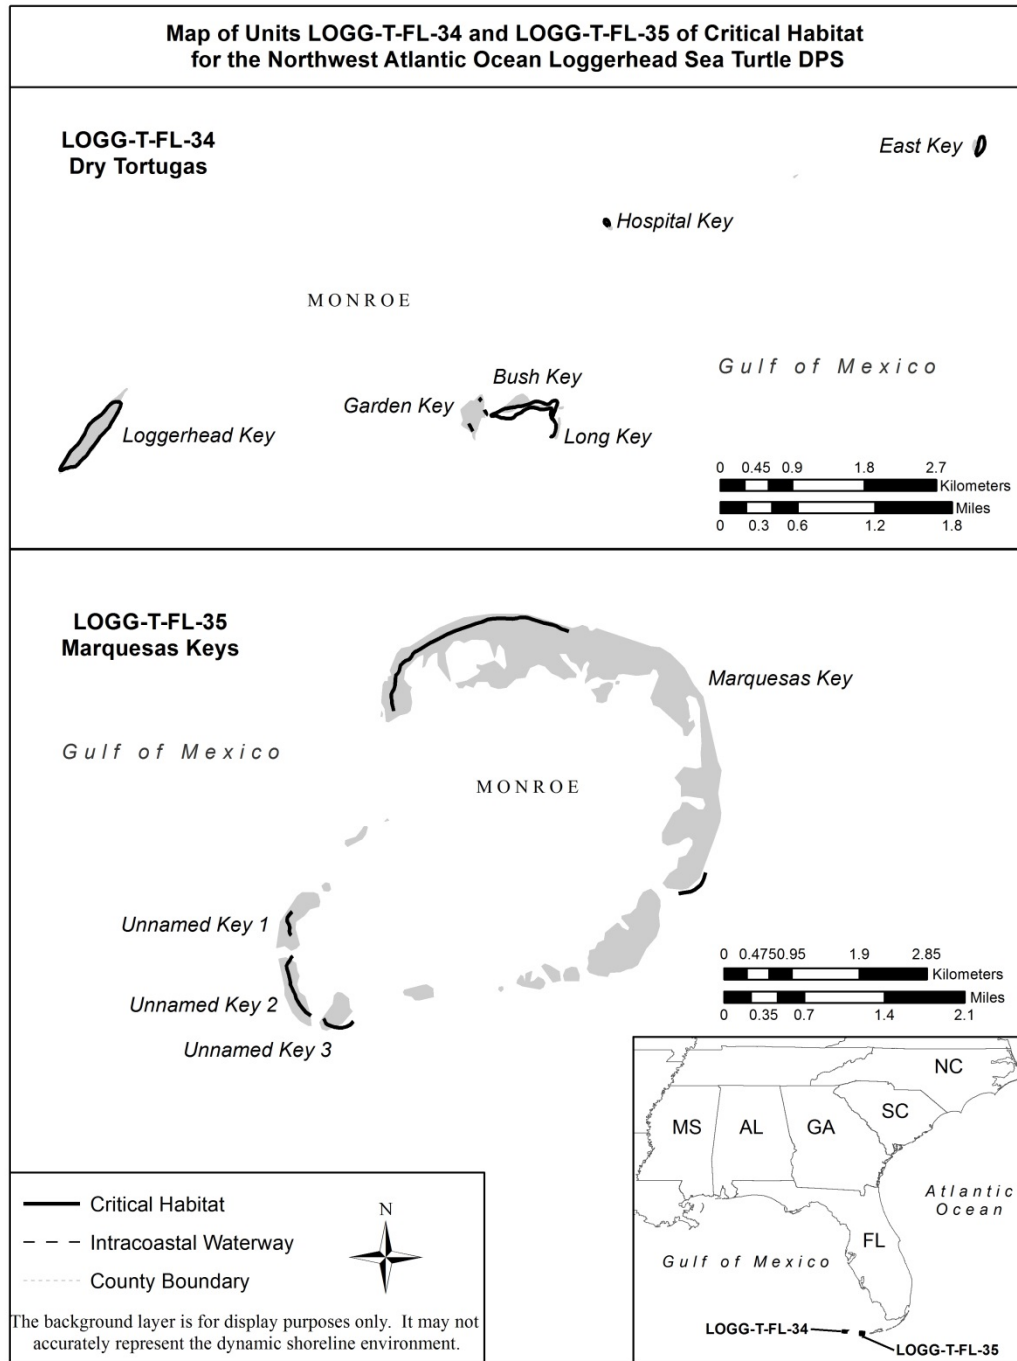 Map of Units LOGG-T-FL-34 and LOGG-T-FL-35 of Critical Habitat
for the Northwest Atlantic Ocean Loggerhead Sea Turtle DPS
LOGG-T-FL-34
Dry Tortugas
East Key
Hospital Key
MONROE
Gulf of Mexico
Bush Key
Garden Key
Loggerhead Key
Long Key
0 0.45 0.9 1.8 2.7
Kilometers
Miles
0 0.3 0.6 1.2 1.8
LOGG-T-FL-35
Marquesas Keys
Marquesas Key
Gulf of Mexico
MONROE
Unnamed Key 1
Unnamed Key 2
Unnamed Key 3
0 0.4750.95 1.9 2.85
Kilometers
Miles
0 0.35 0.7 1.4 2.1
NC
SC
MS AL GA
Atlantic
Ocean
FL
Gulf of Mexico
LOGG-T-FL-34
LOGG-T-FL-35
Critical Habitat
Intracoastal Waterway
County Boundary
N
The background layer is for display purposes only. It may not
accurately represent the dynamic shoreline environment.